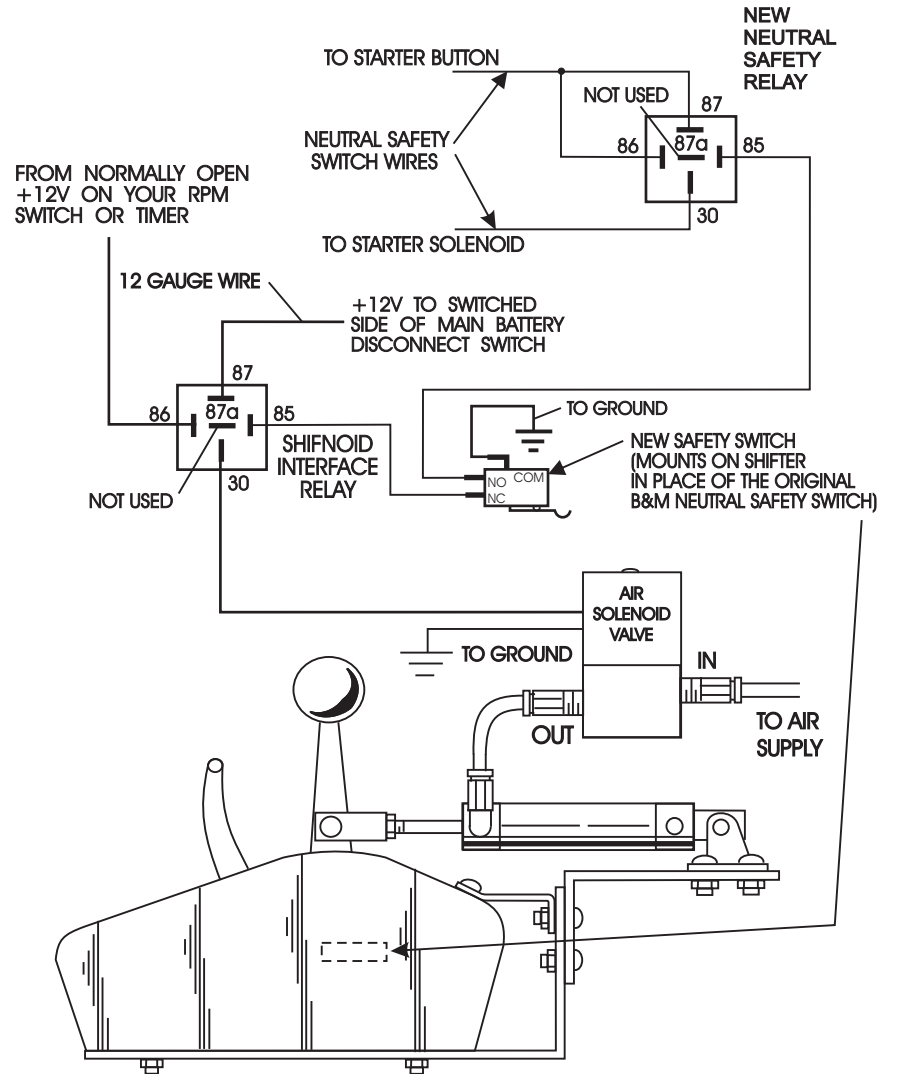 NEW
NEUTRAL
SAFETY
RELAY
TO STARTER BUTTON
NOT USED
87
NEUTRAL SAFETY
SWITCH WIRES
86
87a
85
FROM NORMALLY OPEN
+12V ON YOUR RPM
SWITCH OR TIMER
30
TO STARTER SOLENOID
12 GAUGE WIRE
+12V TO SWITCHED
SIDE OF MAIN BATTERY
DISCONNECT SWITCH
87
86
87a
85
TO GROUND
SHIFNOID
INTERFACE
RELAY
NEW SAFETY SWITCH
(MOUNTS ON SHIFTER
IN PLACE OF THE ORIGINAL
B&M NEUTRAL SAFETY SWITCH)
NO
COM
NC
30
NOT USED
AIR
SOLENOID
VALVE
TO GROUND
IN
OUT
TO AIR
SUPPLY